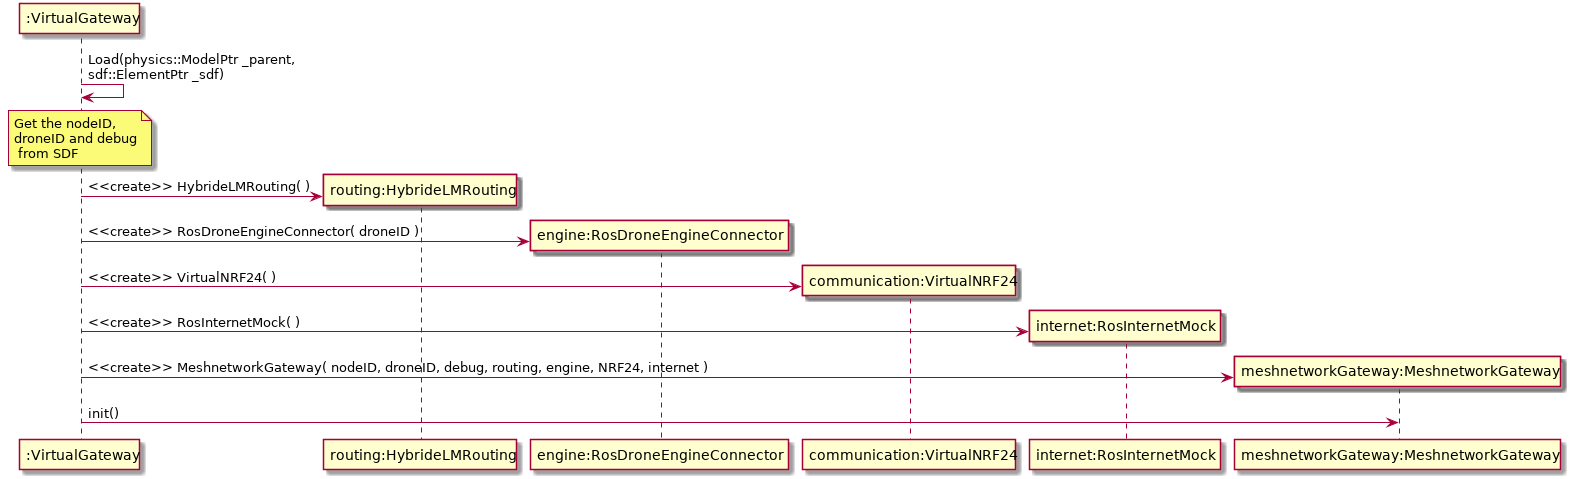 :VirtualGateway
Load(physics::ModelPtr _parent,
sdf::ElementPtr _sdf)
Get the nodeID,
droneID and debug
from SDF
<<create>> HybrideLMRouting( )
routing:HybrideLMRouting
<<create>> RosDroneEngineConnector( droneID )
engine:RosDroneEngineConnector
<<create>> VirtualNRF24( )
communication:VirtualNRF24
<<create>> RosInternetMock( )
internet:RosInternetMock
<<create>> MeshnetworkGateway( nodeID, droneID, debug, routing, engine, NRF24, internet )
meshnetworkGateway:MeshnetworkGateway
init()
:VirtualGateway
routing:HybrideLMRouting
engine:RosDroneEngineConnector
communication:VirtualNRF24
internet:RosInternetMock
meshnetworkGateway:MeshnetworkGateway